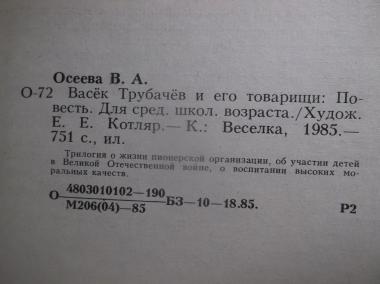 Осеева В. А.
О-72 Васёк Трубачёв и его товарищи: По-
весть. Для сред. школ. возраста./Худож.
Е. Е. Котляр.— К.: Веселка, 1985.—
751 с., ил.
Трилогия о жизни пионерской организации, об участии детей
в Великой Отечественной войне, о воспитании высоких мо-
ральных качеств.
О 4803010102—190 / М206(04)—85 БЗ—10—18.85. Р2